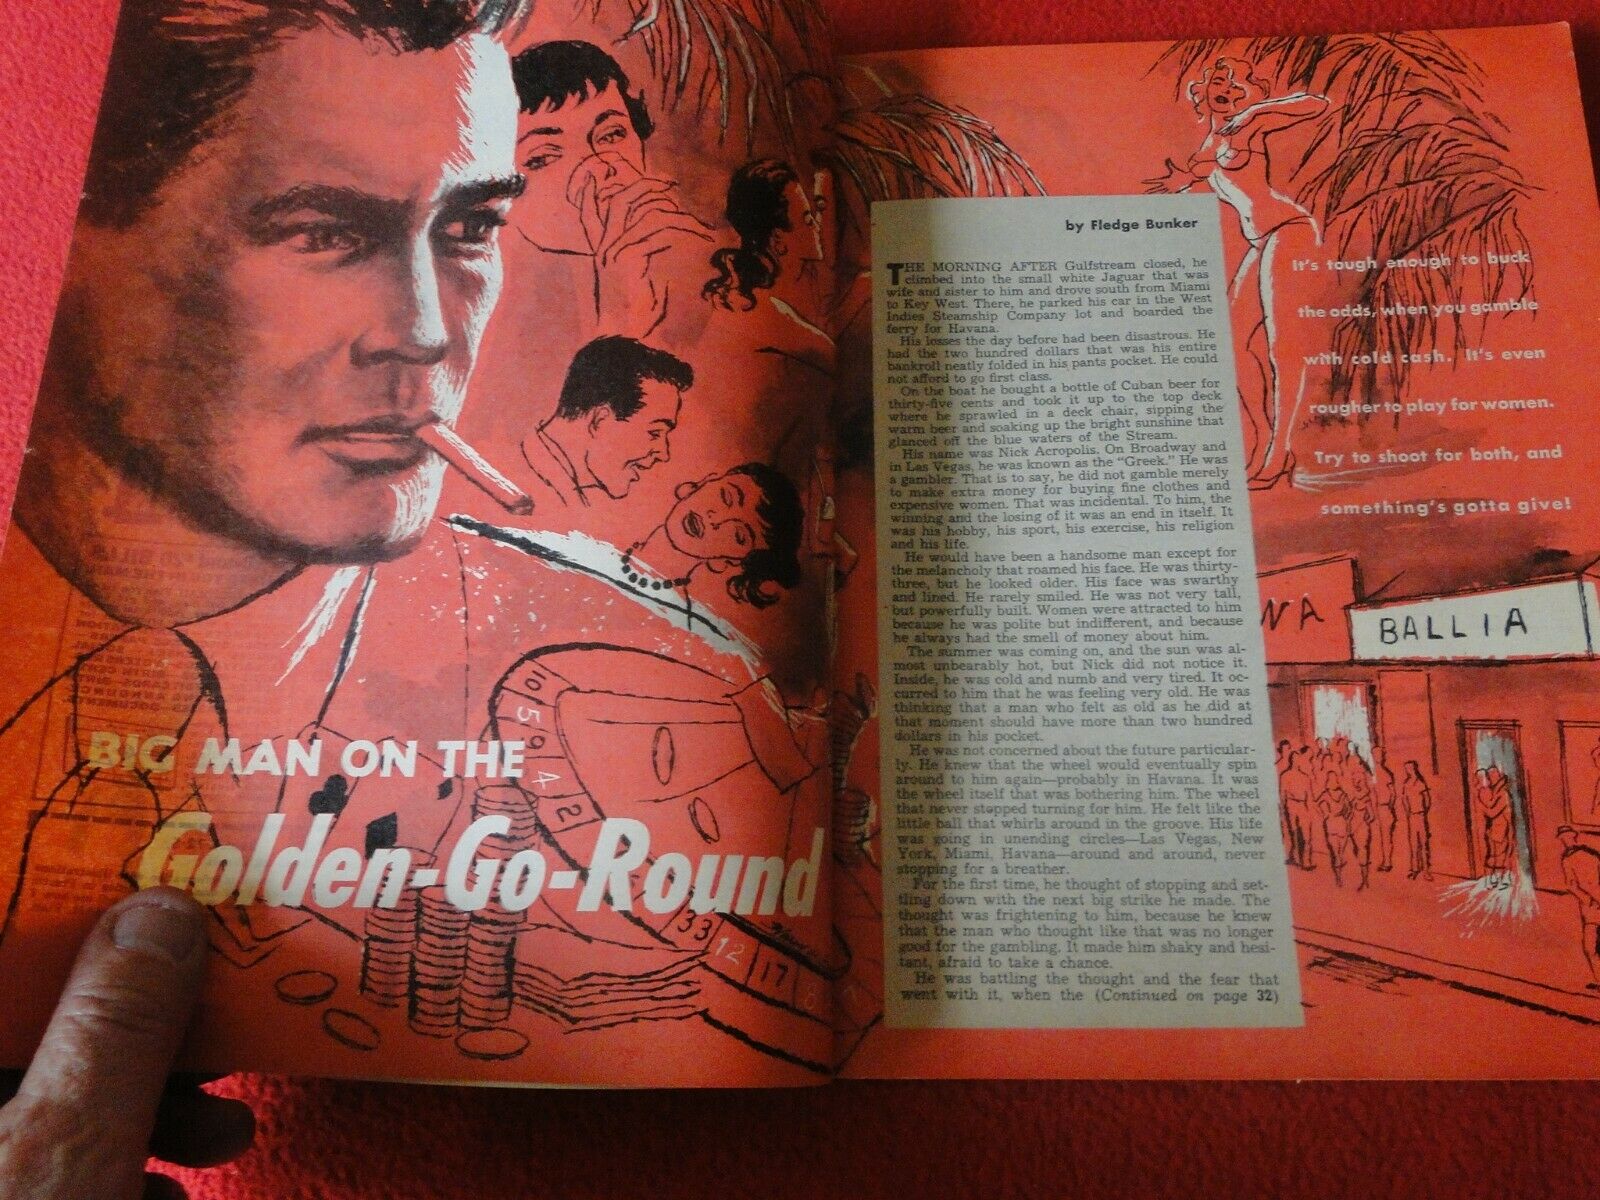 BIG MAN ON THE
Golden-Go-Round
10
5
9
4
2
33
12
17
by Fledge Bunker
THE MORNING AFTER Gulfstream closed, he
climbed into the small white Jaguar that was
wife and sister to him and drove south from Miami
to Key West. There, he parked his car in the West
Indies Steamship Company lot and boarded the
ferry for Havana.
His losses the day before had been disastrous. He
had the two hundred dollars that was his entire
bankroll neatly folded in his pants pocket. He could
not afford to go first class.
On the boat he bought a bottle of Cuban beer for
thirty-five cents and took it up to the top deck
where he sprawled in a deck chair, sipping the
warm beer and soaking up the bright sunshine that
glanced off the blue waters of the Stream.
His name was Nick Acropolis. On Broadway and
in Las Vegas, he was known as the "Greek." He was
a gambler. That is to say, he did not gamble merely
to make extra money for buying fine clothes and
expensive women. That was incidental. To him, the
winning and the losing of it was an end in itself. It
was his hobby, his sport, his exercise, his religion
and his life.
He would have been a handsome man except for
the melancholy that roamed his face. He was thirty-
three, but he looked older. His face was swarthy
and lined. He rarely smiled. He was not very tall,
but powerfully built. Women were attracted to him
because he was polite but indifferent, and because
he always had the smell of money about him.
The summer was coming on, and the sun was al-
most unbearably hot, but Nick did not notice it.
Inside, he was cold and numb and very tired. It oc-
curred to him that he was feeling very old. He was
thinking that a man who felt as old as he did at
that moment should have more than two hundred
dollars in his pocket.
He was not concerned about the future particular-
ly. He knew that the wheel would eventually spin
around to him again—probably in Havana. It was
the wheel itself that was bothering him. The wheel
that never stopped turning for him. He felt like the
little ball that whirls around in the groove. His life
was going in unending circles—Las Vegas, New
York, Miami, Havana—around and around, never
stopping for a breather.
For the first time, he thought of stopping and set-
tling down with the next big strike he made. The
thought was frightening to him, because he knew
that the man who thought like that was no longer
good for the gambling. It made him shaky and hesi-
tant, afraid to take a chance.
He was battling the thought and the fear that
went with it, when the (Continued on page 32)
It's tough enough to buck
the odds, when you gamble
with cold cash. It's even
rougher to play for women.
Try to shoot for both, and
something's gotta give!
NA
BALLIA